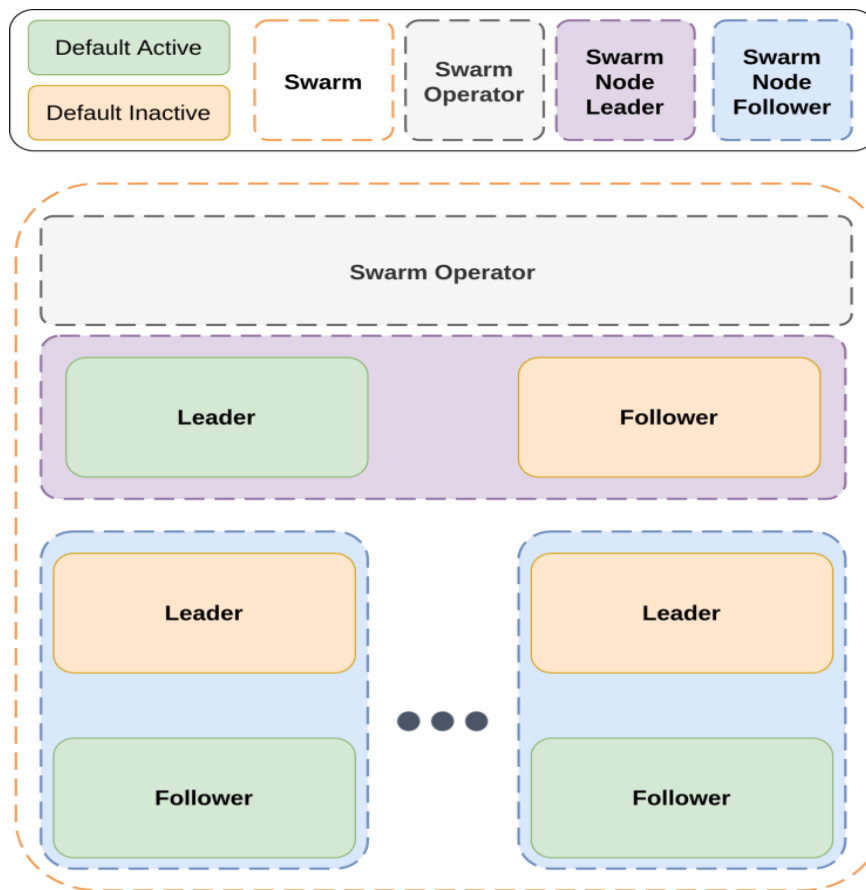 Default Active
Default Inactive
Swarm
Swarm
Operator
Swarm
Node
Leader
Swarm
Node
Follower
Swarm Operator
Leader
Follower
Leader
Leader
Follower
Follower